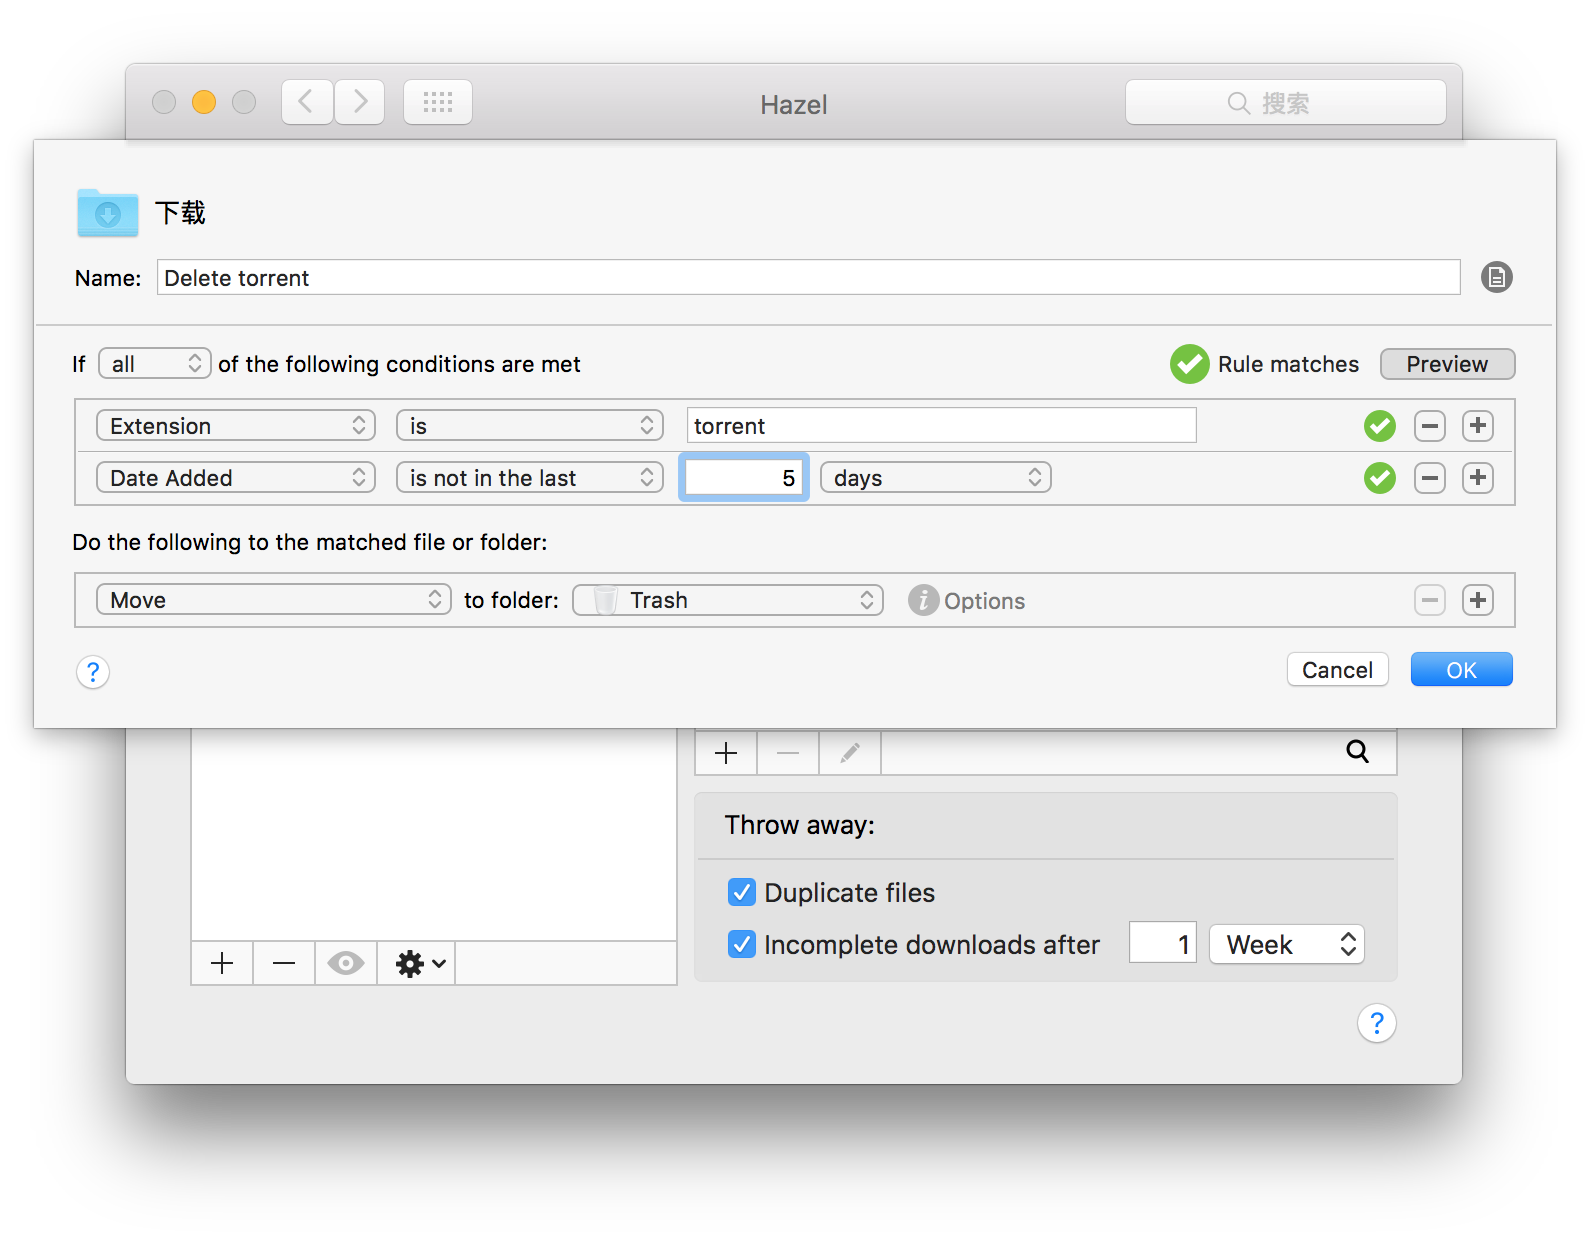 Hazel
搜索
下载
Name: Delete torrent
If all of the following conditions are met Rule matches Preview
Extension is torrent
Date Added is not in the last 5 days
Do the following to the matched file or folder:
Move to folder: Trash Options
? Cancel OK
Throw away:
Duplicate files
Incomplete downloads after 1 Week
?